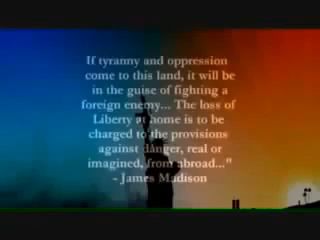 If tyranny and oppression
come to this land, it will be
in the guise of fighting a
foreign enemy... The loss of
Liberty at home is to be
charged to the provisions
against danger, real or
imagined, from abroad..."
- James Madison